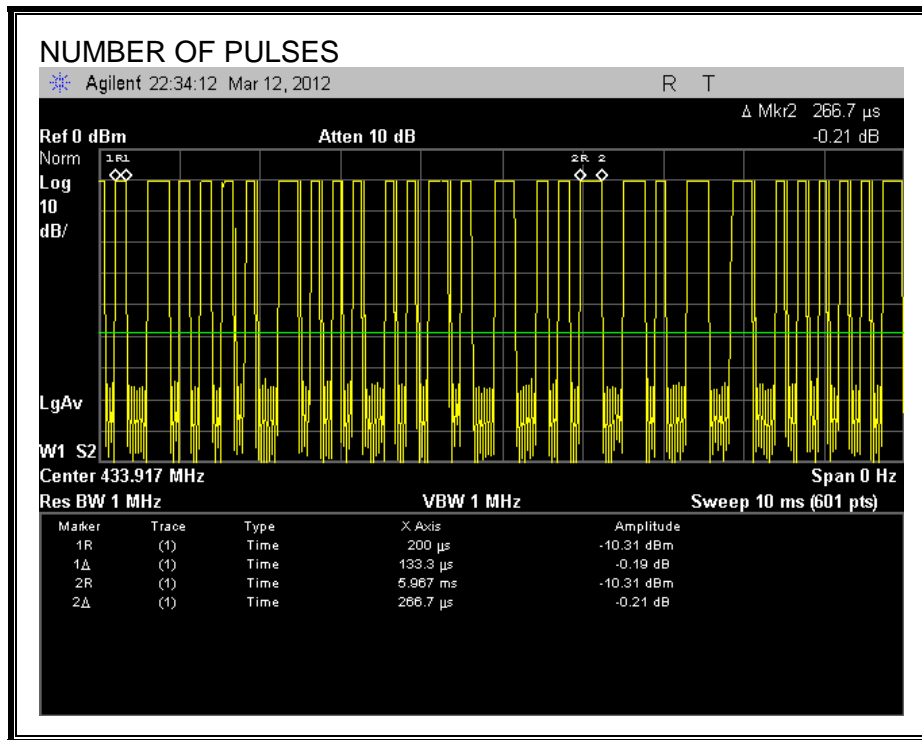 NUMBER OF PULSES
Agilent 22:34:12 Mar 12, 2012 R T
Δ Mkr2 266.7 µs
Ref 0 dBm Atten 10 dB -0.21 dB
Norm 1R1 2R 2
Log
10
dB/
LgAv
W1 S2
Center 433.917 MHz Span 0 Hz
Res BW 1 MHz VBW 1 MHz Sweep 10 ms (601 pts)
Marker Trace Type X Axis Amplitude
1R (1) Time 200 µs -10.31 dBm
1Δ (1) Time 133.3 µs -0.19 dB
2R (1) Time 5.967 ms -10.31 dBm
2Δ (1) Time 266.7 µs -0.21 dB